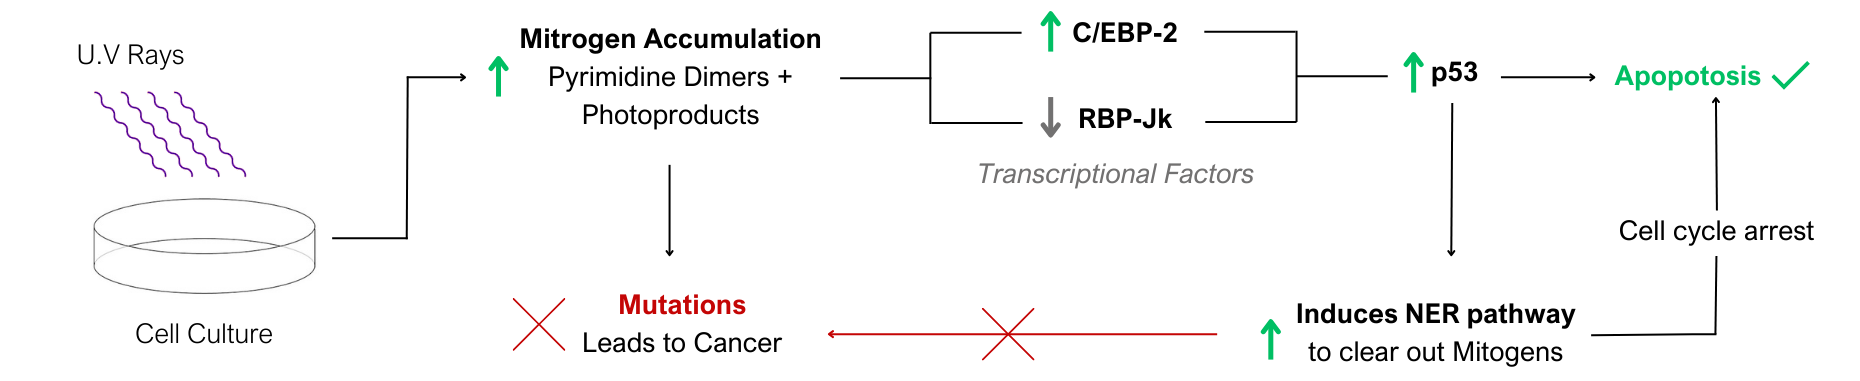 U.V Rays
Cell Culture
Mitrogen Accumulation
Pyrimidine Dimers +
Photoproducts
Mutations
Leads to Cancer
C/EBP-2
RBP-Jk
Transcriptional Factors
p53
Apopotosis
Cell cycle arrest
Induces NER pathway
to clear out Mitogens